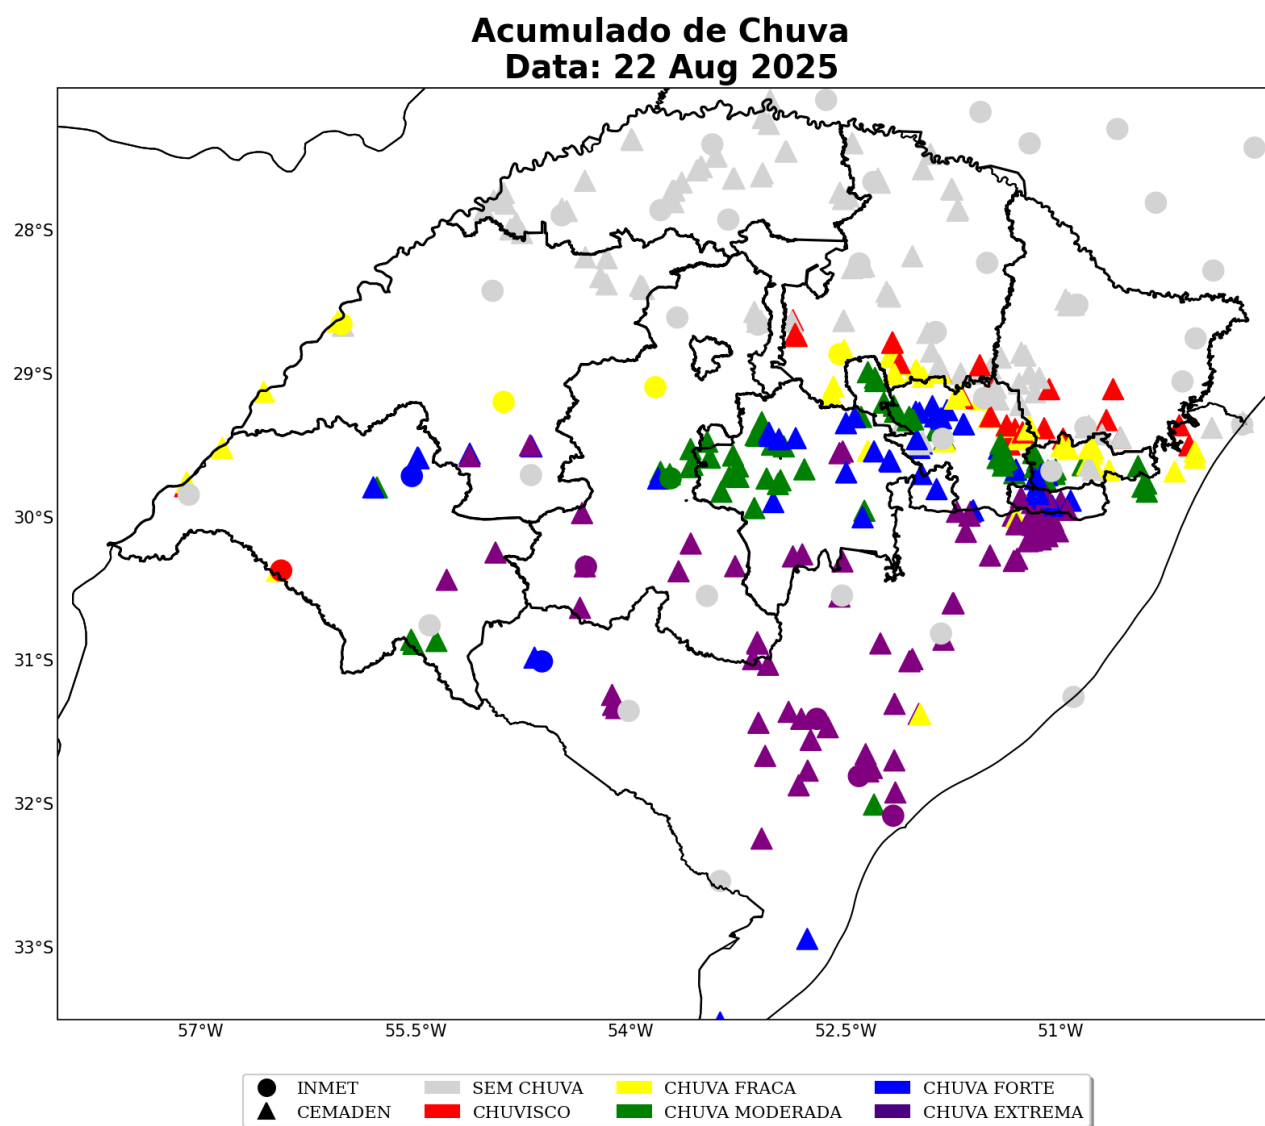 Acumulado de Chuva
Data: 22 Aug 2025
28°S
29°S
30°S
31°S
32°S
33°S
57°W 55.5°W 54°W 52.5°W 51°W
INMET SEM CHUVA CHUVA FRACA CHUVA FORTE
CEMADEN CHUVISCO CHUVA MODERADA CHUVA EXTREMA